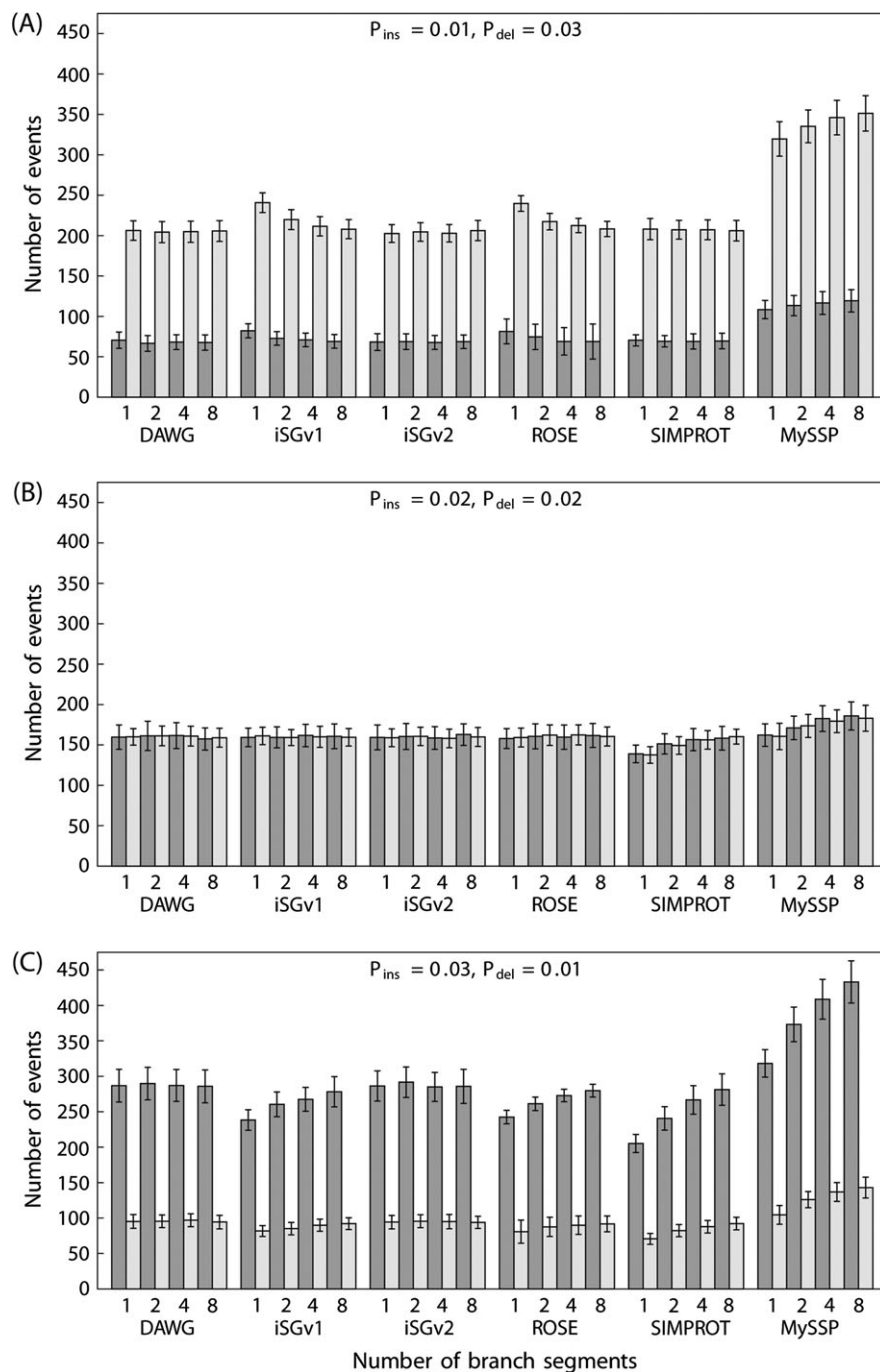 (A)
P ins = 0.01, P del = 0.03
Number of events
450
400
350
300
250
200
150
100
50
0
1 2 4 8 1 2 4 8 1 2 4 8 1 2 4 8 1 2 4 8 1 2 4 8
DAWG iSGv1 iSGv2 ROSE SIMPROT MySSP
(B)
P ins = 0.02, P del = 0.02
Number of events
450
400
350
300
250
200
150
100
50
0
1 2 4 8 1 2 4 8 1 2 4 8 1 2 4 8 1 2 4 8 1 2 4 8
DAWG iSGv1 iSGv2 ROSE SIMPROT MySSP
(C)
P ins = 0.03, P del = 0.01
Number of events
450
400
350
300
250
200
150
100
50
0
1 2 4 8 1 2 4 8 1 2 4 8 1 2 4 8 1 2 4 8 1 2 4 8
DAWG iSGv1 iSGv2 ROSE SIMPROT MySSP
Number of branch segments